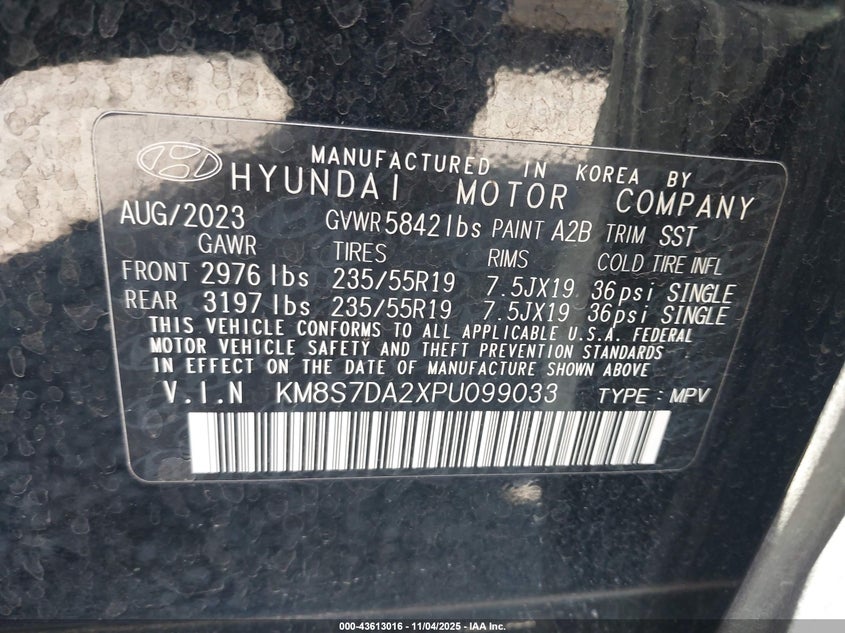 MANUFACTURED IN KOREA BY
HYUNDAI MOTOR COMPANY
AUG/2023 GVWR 5842 lbs PAINT A2B TRIM SST
GAWR TIRES RIMS COLD TIRE INFL
FRONT 2976 lbs 235/55R19 7.5JX19 36psi SINGLE
REAR 3197 lbs 235/55R19 7.5JX19 36psi SINGLE
THIS VEHICLE CONFORMS TO ALL APPLICABLE U.S.A. FEDERAL
MOTOR VEHICLE SAFETY AND THEFT PREVENTION STANDARDS
IN EFFECT ON THE DATE OF MANUFACTURE SHOWN ABOVE
V.I.N KM8S7DA2XPU099033 TYPE : MPV
000-43613016 - 11/04/2025 - IAA Inc.